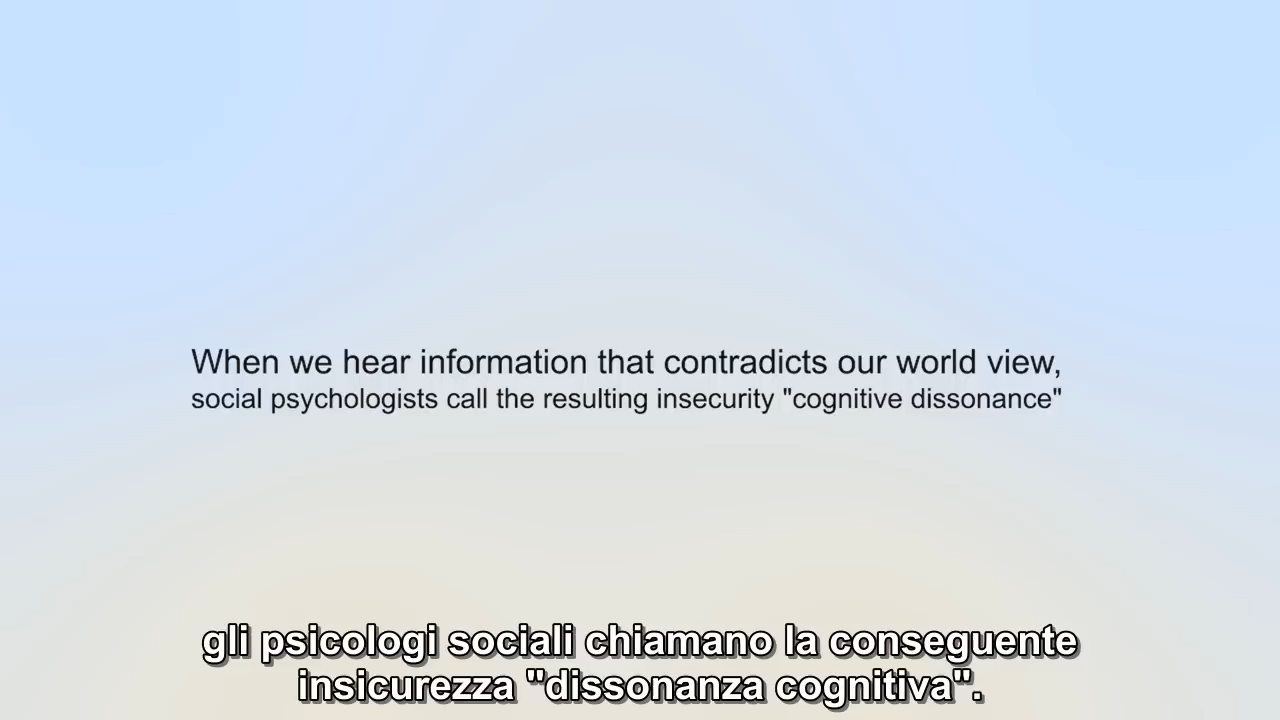 When we hear information that contradicts our world view,
social psychologists call the resulting insecurity "cognitive dissonance"
gli psicologi sociali chiamano la conseguente
insicurezza "dissonanza cognitiva".